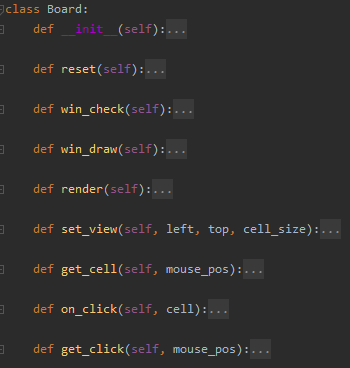 class Board:
def __init__(self):...
def reset(self):...
def win_check(self):...
def win_draw(self):...
def render(self):...
def set_view(self, left, top, cell_size):...
def get_cell(self, mouse_pos):...
def on_click(self, cell):...
def get_click(self, mouse_pos):...